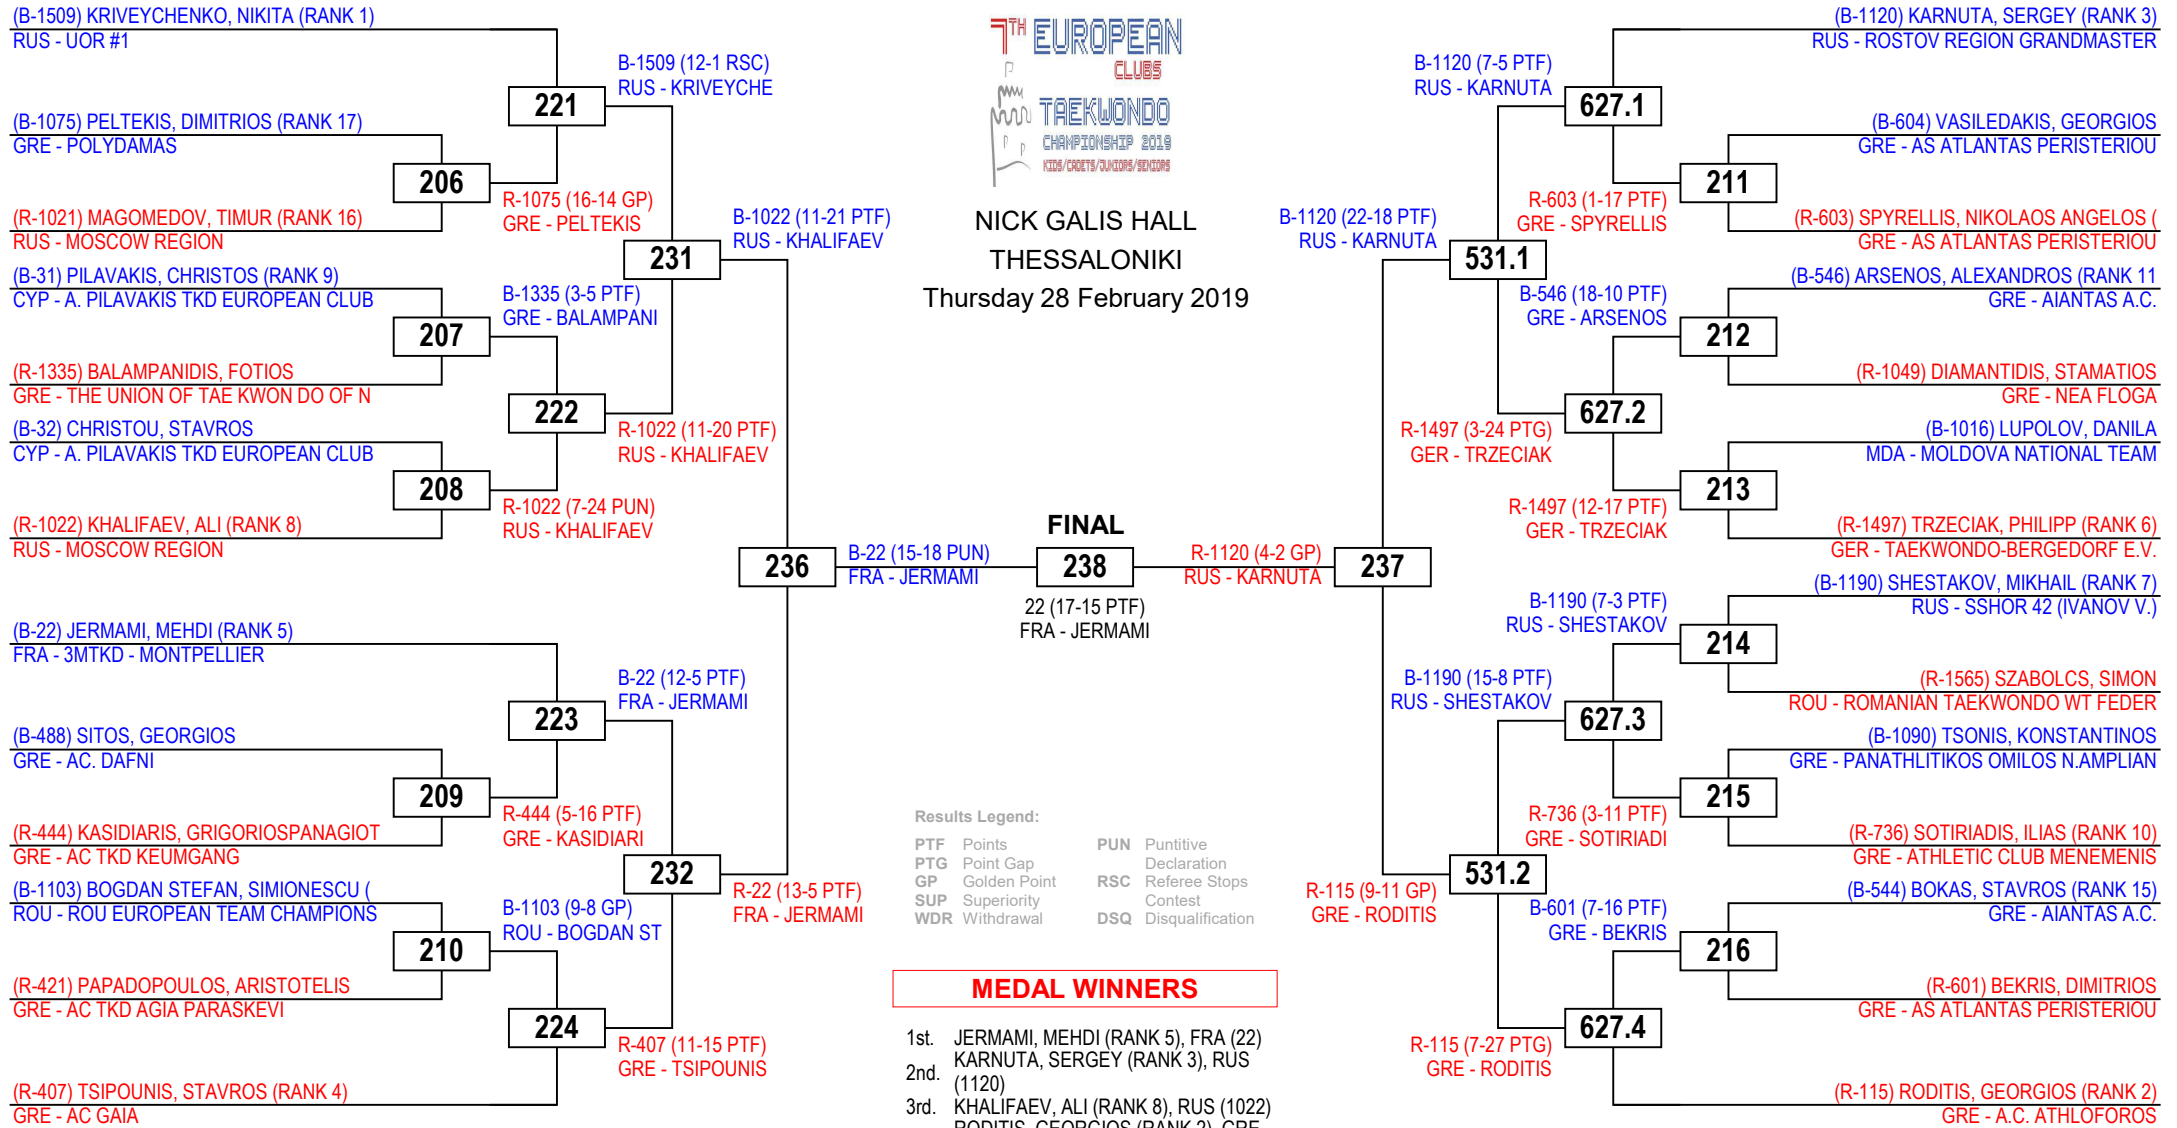 (B-1509) KRIVEYCHENKO, NIKITA (RANK 1)
RUS - UOR #1
B-1509 (12-1 RSC)
RUS - KRIVEYCHE
221
(B-1075) PELTEKIS, DIMITRIOS (RANK 17)
GRE - POLYDAMAS
206
R-1075 (16-14 GP)
GRE - PELTEKIS
(R-1021) MAGOMEDOV, TIMUR (RANK 16)
RUS - MOSCOW REGION
B-1022 (11-21 PTF)
RUS - KHALIFAEV
231
(B-31) PILAVAKIS, CHRISTOS (RANK 9)
CYP - A. PILAVAKIS TKD EUROPEAN CLUB
B-1335 (3-5 PTF)
GRE - BALAMPANI
207
(R-1335) BALAMPANIDIS, FOTIOS
GRE - THE UNION OF TAE KWON DO OF N
222
R-1022 (11-20 PTF)
RUS - KHALIFAEV
(B-32) CHRISTOU, STAVROS
CYP - A. PILAVAKIS TKD EUROPEAN CLUB
208
R-1022 (7-24 PUN)
RUS - KHALIFAEV
(R-1022) KHALIFAEV, ALI (RANK 8)
RUS - MOSCOW REGION
236
B-22 (15-18 PUN)
FRA - JERMAMI
(B-22) JERMAMI, MEHDI (RANK 5)
FRA - 3MTKD - MONTPELLIER
B-22 (12-5 PTF)
FRA - JERMAMI
223
(B-488) SITOS, GEORGIOS
GRE - AC. DAFNI
209
R-444 (5-16 PTF)
GRE - KASIDIARI
(R-444) KASIDIARIS, GRIGORIOSPANAGIOT
GRE - AC TKD KEUMGANG
232
R-22 (13-5 PTF)
FRA - JERMAMI
(B-1103) BOGDAN STEFAN, SIMIONESCU (
ROU - ROU EUROPEAN TEAM CHAMPIONS
B-1103 (9-8 GP)
ROU - BOGDAN ST
210
(R-421) PAPADOPOULOS, ARISTOTELIS
GRE - AC TKD AGIA PARASKEVI
224
R-407 (11-15 PTF)
GRE - TSIPOUNIS
(R-407) TSIPOUNIS, STAVROS (RANK 4)
GRE - AC GAIA
7TH EUROPEAN
CLUBS
TAEKWONDO
CHAMPIONSHIP 2019
KIDS/CADETS/JUNIORS/SENIORS
NICK GALIS HALL
THESSALONIKI
Thursday 28 February 2019
FINAL
238
22 (17-15 PTF)
FRA - JERMAMI
Results Legend:
PTF Points
PTG Point Gap
GP Golden Point
SUP Superiority
WDR Withdrawal
PUN Puntitive
Declaration
RSC Referee Stops
Contest
DSQ Disqualification
MEDAL WINNERS
1st. JERMAMI, MEHDI (RANK 5), FRA (22)
2nd. KARNUTA, SERGEY (RANK 3), RUS
(1120)
3rd. KHALIFAEV, ALI (RANK 8), RUS (1022)
RODITIS, GEORGIOS (RANK 2), GRE
(B-1120) KARNUTA, SERGEY (RANK 3)
RUS - ROSTOV REGION GRANDMASTER
B-1120 (7-5 PTF)
RUS - KARNUTA
627.1
(B-604) VASILEDAKIS, GEORGIOS
GRE - AS ATLANTAS PERISTERIOU
211
R-603 (1-17 PTF)
GRE - SPYRELLIS
(R-603) SPYRELLIS, NIKOLAOS ANGELOS (
GRE - AS ATLANTAS PERISTERIOU
B-1120 (22-18 PTF)
RUS - KARNUTA
531.1
(B-546) ARSENOS, ALEXANDROS (RANK 11
GRE - AIANTAS A.C.
B-546 (18-10 PTF)
GRE - ARSENOS
212
(R-1049) DIAMANTIDIS, STAMATIOS
GRE - NEA FLOGA
627.2
R-1497 (3-24 PTG)
GER - TRZECIAK
(B-1016) LUPOLOV, DANILA
MDA - MOLDOVA NATIONAL TEAM
213
R-1497 (12-17 PTF)
GER - TRZECIAK
(R-1497) TRZECIAK, PHILIPP (RANK 6)
GER - TAEKWONDO-BERGEDORF E.V.
R-1120 (4-2 GP)
RUS - KARNUTA
237
(B-1190) SHESTAKOV, MIKHAIL (RANK 7)
RUS - SSHOR 42 (IVANOV V.)
B-1190 (7-3 PTF)
RUS - SHESTAKOV
214
(R-1565) SZABOLCS, SIMON
ROU - ROMANIAN TAEKWONDO WT FEDER
B-1190 (15-8 PTF)
RUS - SHESTAKOV
627.3
(B-1090) TSONIS, KONSTANTINOS
GRE - PANATHLITIKOS OMILOS N.AMPLIAN
215
R-736 (3-11 PTF)
GRE - SOTIRIADI
(R-736) SOTIRIADIS, ILIAS (RANK 10)
GRE - ATHLETIC CLUB MENEMENIS
531.2
R-115 (9-11 GP)
GRE - RODITIS
(B-544) BOKAS, STAVROS (RANK 15)
GRE - AIANTAS A.C.
B-601 (7-16 PTF)
GRE - BEKRIS
216
(R-601) BEKRIS, DIMITRIOS
GRE - AS ATLANTAS PERISTERIOU
627.4
R-115 (7-27 PTG)
GRE - RODITIS
(R-115) RODITIS, GEORGIOS (RANK 2)
GRE - A.C. ATHLOFOROS